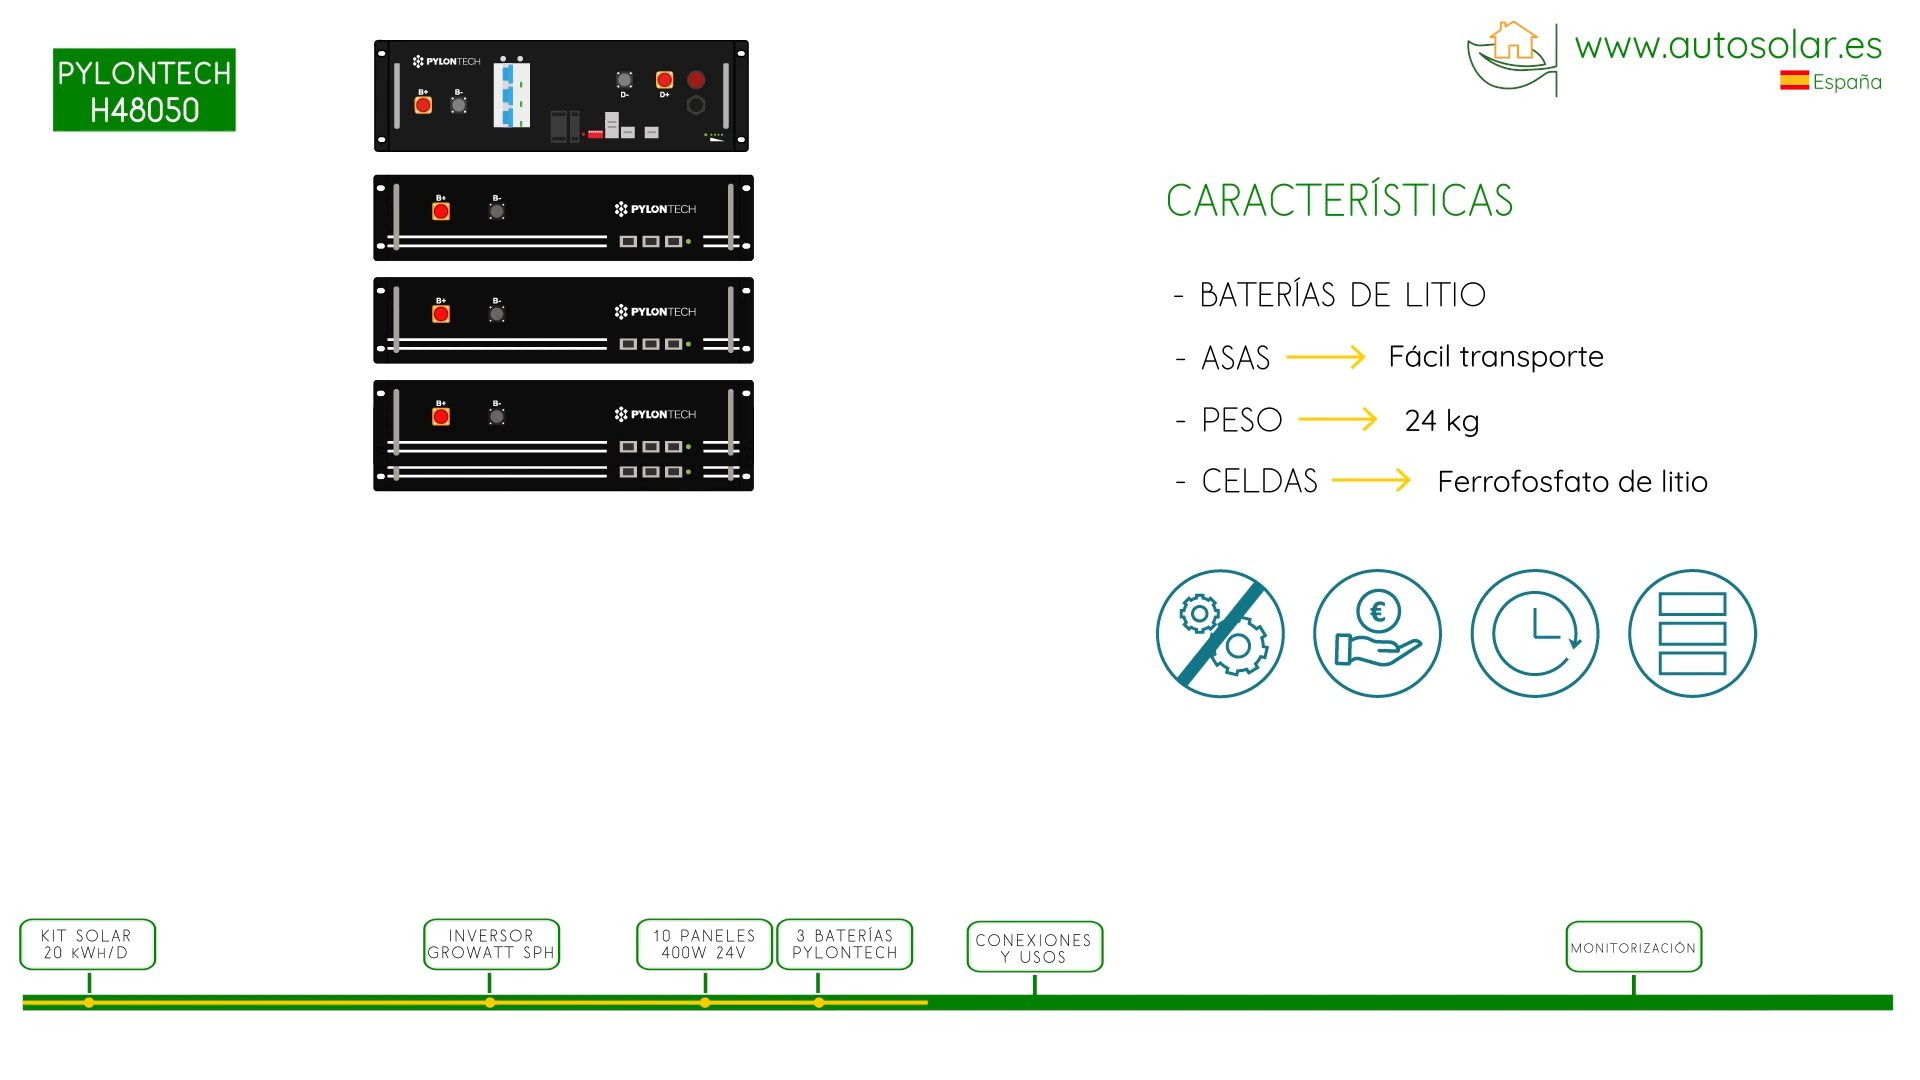 PYLONTECH
H48050
www.autosolar.es
España
PYLONTECH
B+ B-
D- D+
B+ B-
PYLONTECH
B+ B-
PYLONTECH
B+ B-
PYLONTECH
CARACTERÍSTICAS
- BATERÍAS DE LITIO
- ASAS Fácil transporte
- PESO 24 kg
- CELDAS Ferrofosfato de litio
€
KIT SOLAR
20 KWH/D
INVERSOR
GROWATT SPH
10 PANELES
400W 24V
3 BATERÍAS
PYLONTECH
CONEXIONES
Y USOS
MONITORIZACIÓN